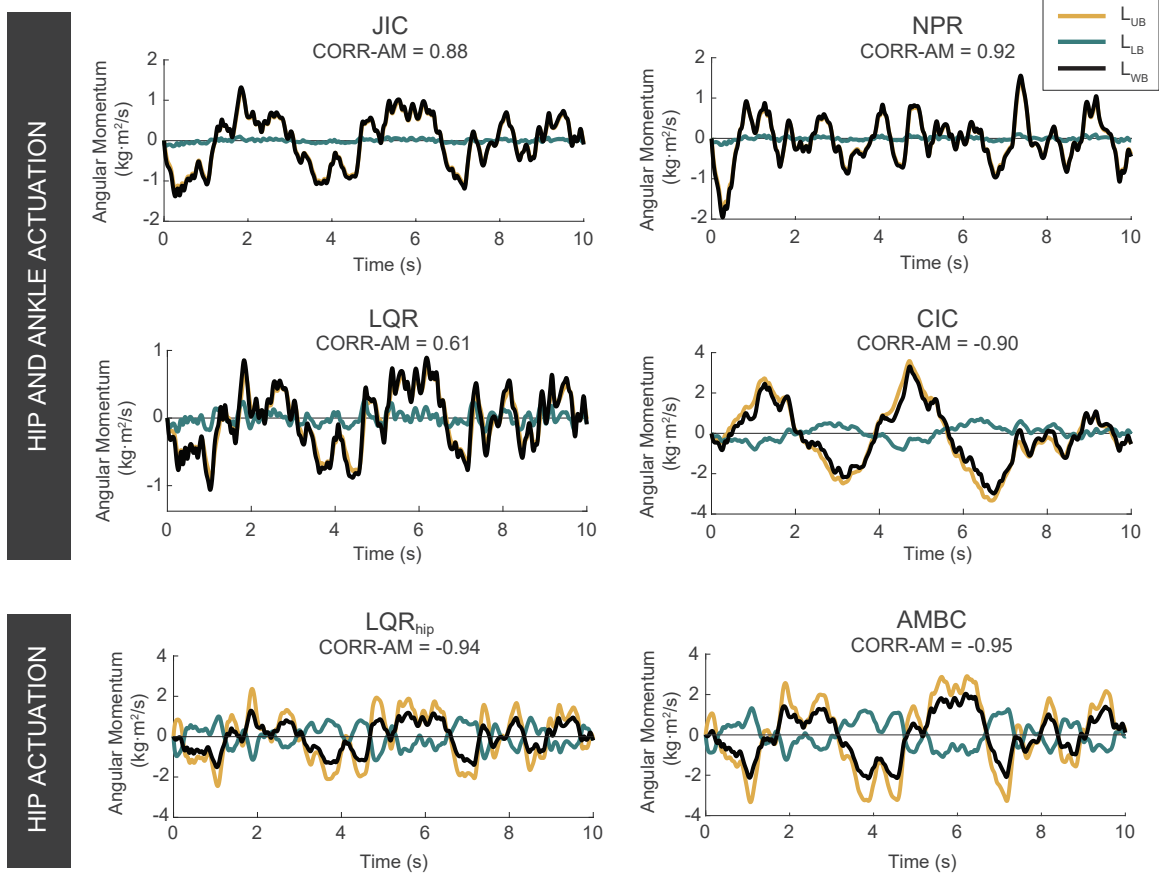 HIP AND ANKLE ACTUATION
JIC
CORR-AM = 0.88
Angular Momentum
(kg·m²/s)
2
1
0
-1
-2
0 2 4 6 8 10
Time (s)
NPR
CORR-AM = 0.92
L_UB
L_LB
L_WB
Angular Momentum
(kg·m²/s)
2
1
0
-1
-2
0 2 4 6 8 10
Time (s)
LQR
CORR-AM = 0.61
Angular Momentum
(kg·m²/s)
1
0
-1
0 2 4 6 8 10
Time (s)
CIC
CORR-AM = -0.90
Angular Momentum
(kg·m²/s)
4
2
0
-2
-4
0 2 4 6 8 10
Time (s)
HIP ACTUATION
LQR_hip
CORR-AM = -0.94
Angular Momentum
(kg·m²/s)
4
2
0
-2
-4
0 2 4 6 8 10
Time (s)
AMBC
CORR-AM = -0.95
Angular Momentum
(kg·m²/s)
4
2
0
-2
-4
0 2 4 6 8 10
Time (s)